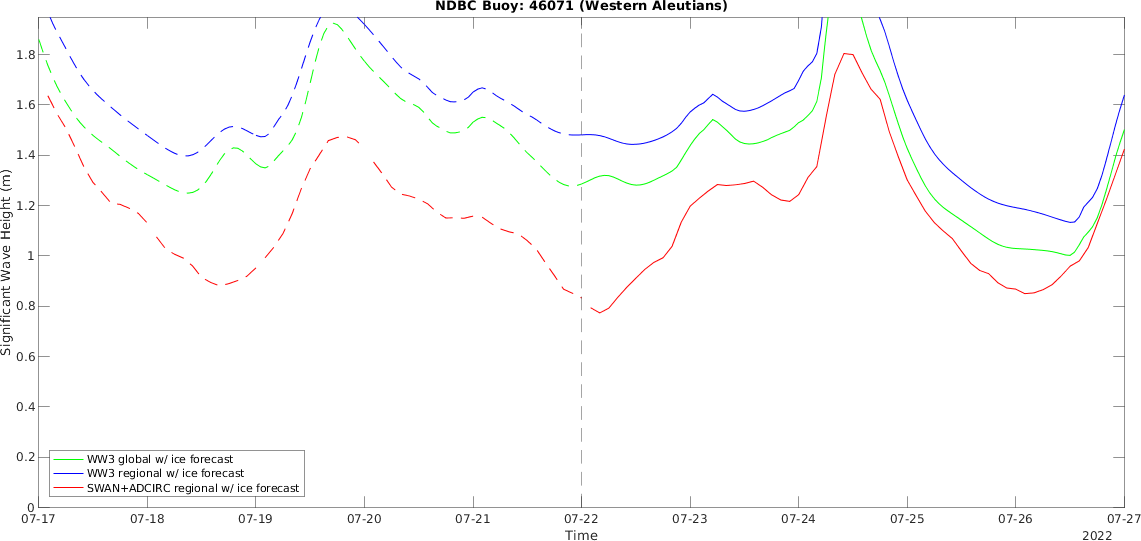 NDBC Buoy: 46071 (Western Aleutians)
1.8
1.6
1.4
1.2
1
0.8
0.6
0.4
0.2
0
Significant Wave Height (m)
WW3 global w/ ice forecast
WW3 regional w/ ice forecast
SWAN+ADCIRC regional w/ ice forecast
07-17 07-18 07-19 07-20 07-21 07-22 07-23 07-24 07-25 07-26 07-27
Time
2022